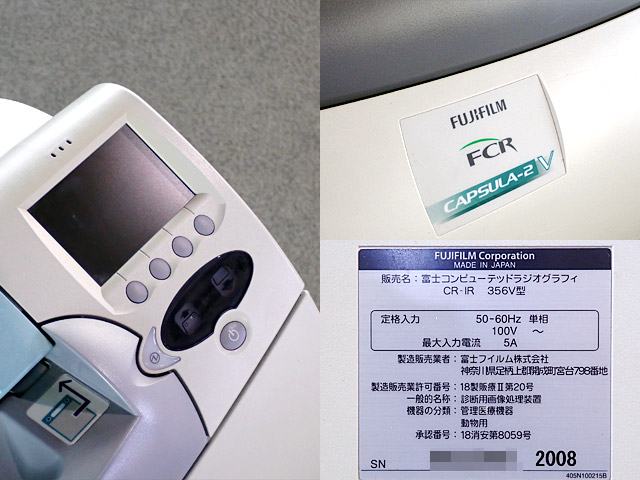 FUJIFILM
FCR
CAPSULA-2 V
FUJIFILM Corporation
MADE IN JAPAN
販売名：富士コンピューテッドラジオグラフィ
CR-IR 356V型
定格入力 50-60Hz 単相
100V ～
最大入力電流 5A
製造販売業者：富士フイルム株式会社
神奈川県足柄上郡開成町宮台798番地
製造販売業許可番号：18製販療Ⅱ第20号
一般的名称：診断用画像処理装置
機器の分類：管理医療機器
動物用
承認番号：18消安第8059号
SN 2008
405N100215B